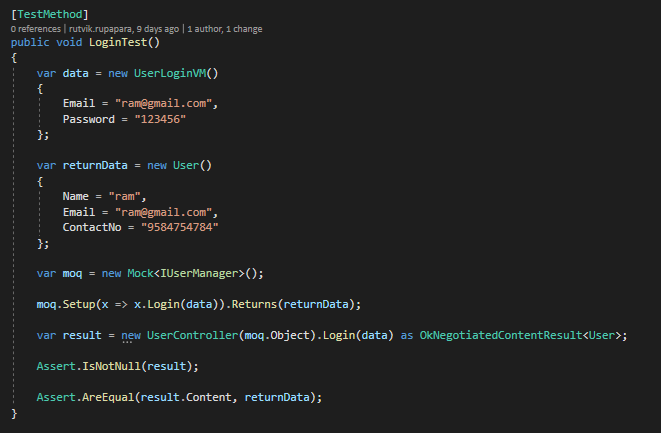 [TestMethod]
0 references | rutvik.rupapara, 9 days ago | 1 author, 1 change
public void LoginTest()
{
    var data = new UserLoginVM()
    {
        Email = "ram@gmail.com",
        Password = "123456"
    };
    var returnData = new User()
    {
        Name = "ram",
        Email = "ram@gmail.com",
        ContactNo = "9584754784"
    };
    var moq = new Mock<IUserManager>();
    moq.Setup(x => x.Login(data)).Returns(returnData);
    var result = new UserController(moq.Object).Login(data) as OkNegotiatedContentResult<User>;
    Assert.IsNotNull(result);
    Assert.AreEqual(result.Content, returnData);
}